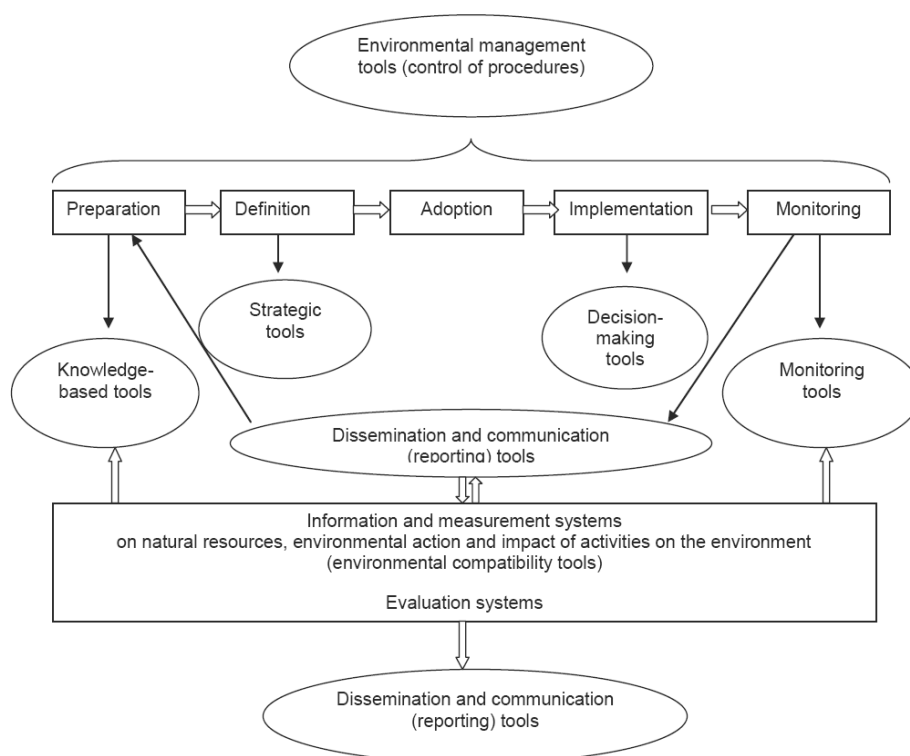 Environmental management
tools (control of procedures)
Preparation
Definition
Adoption
Implementation
Monitoring
Strategic
tools
Decision-
making
tools
Knowledge-
based tools
Monitoring
tools
Dissemination and communication
(reporting) tools
Information and measurement systems
on natural resources, environmental action and impact of activities on the environment
(environmental compatibility tools)
Evaluation systems
Dissemination and communication
(reporting) tools